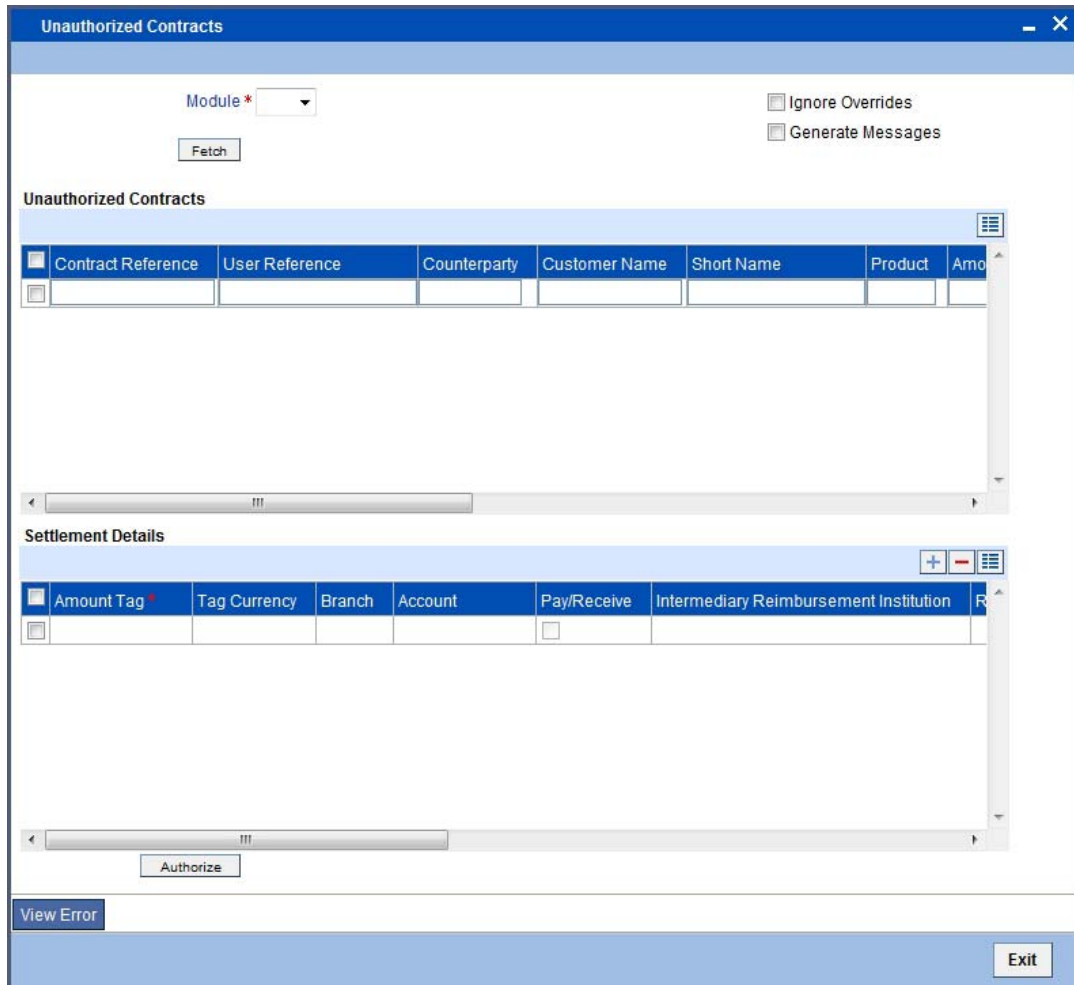 Unauthorized Contracts
Module *
Ignore Overrides
Generate Messages
Fetch
Unauthorized Contracts
Contract Reference User Reference Counterparty Customer Name Short Name Product Amo
Settlement Details
Amount Tag * Tag Currency Branch Account Pay/Receive Intermediary Reimbursement Institution R
Authorize
View Error
Exit